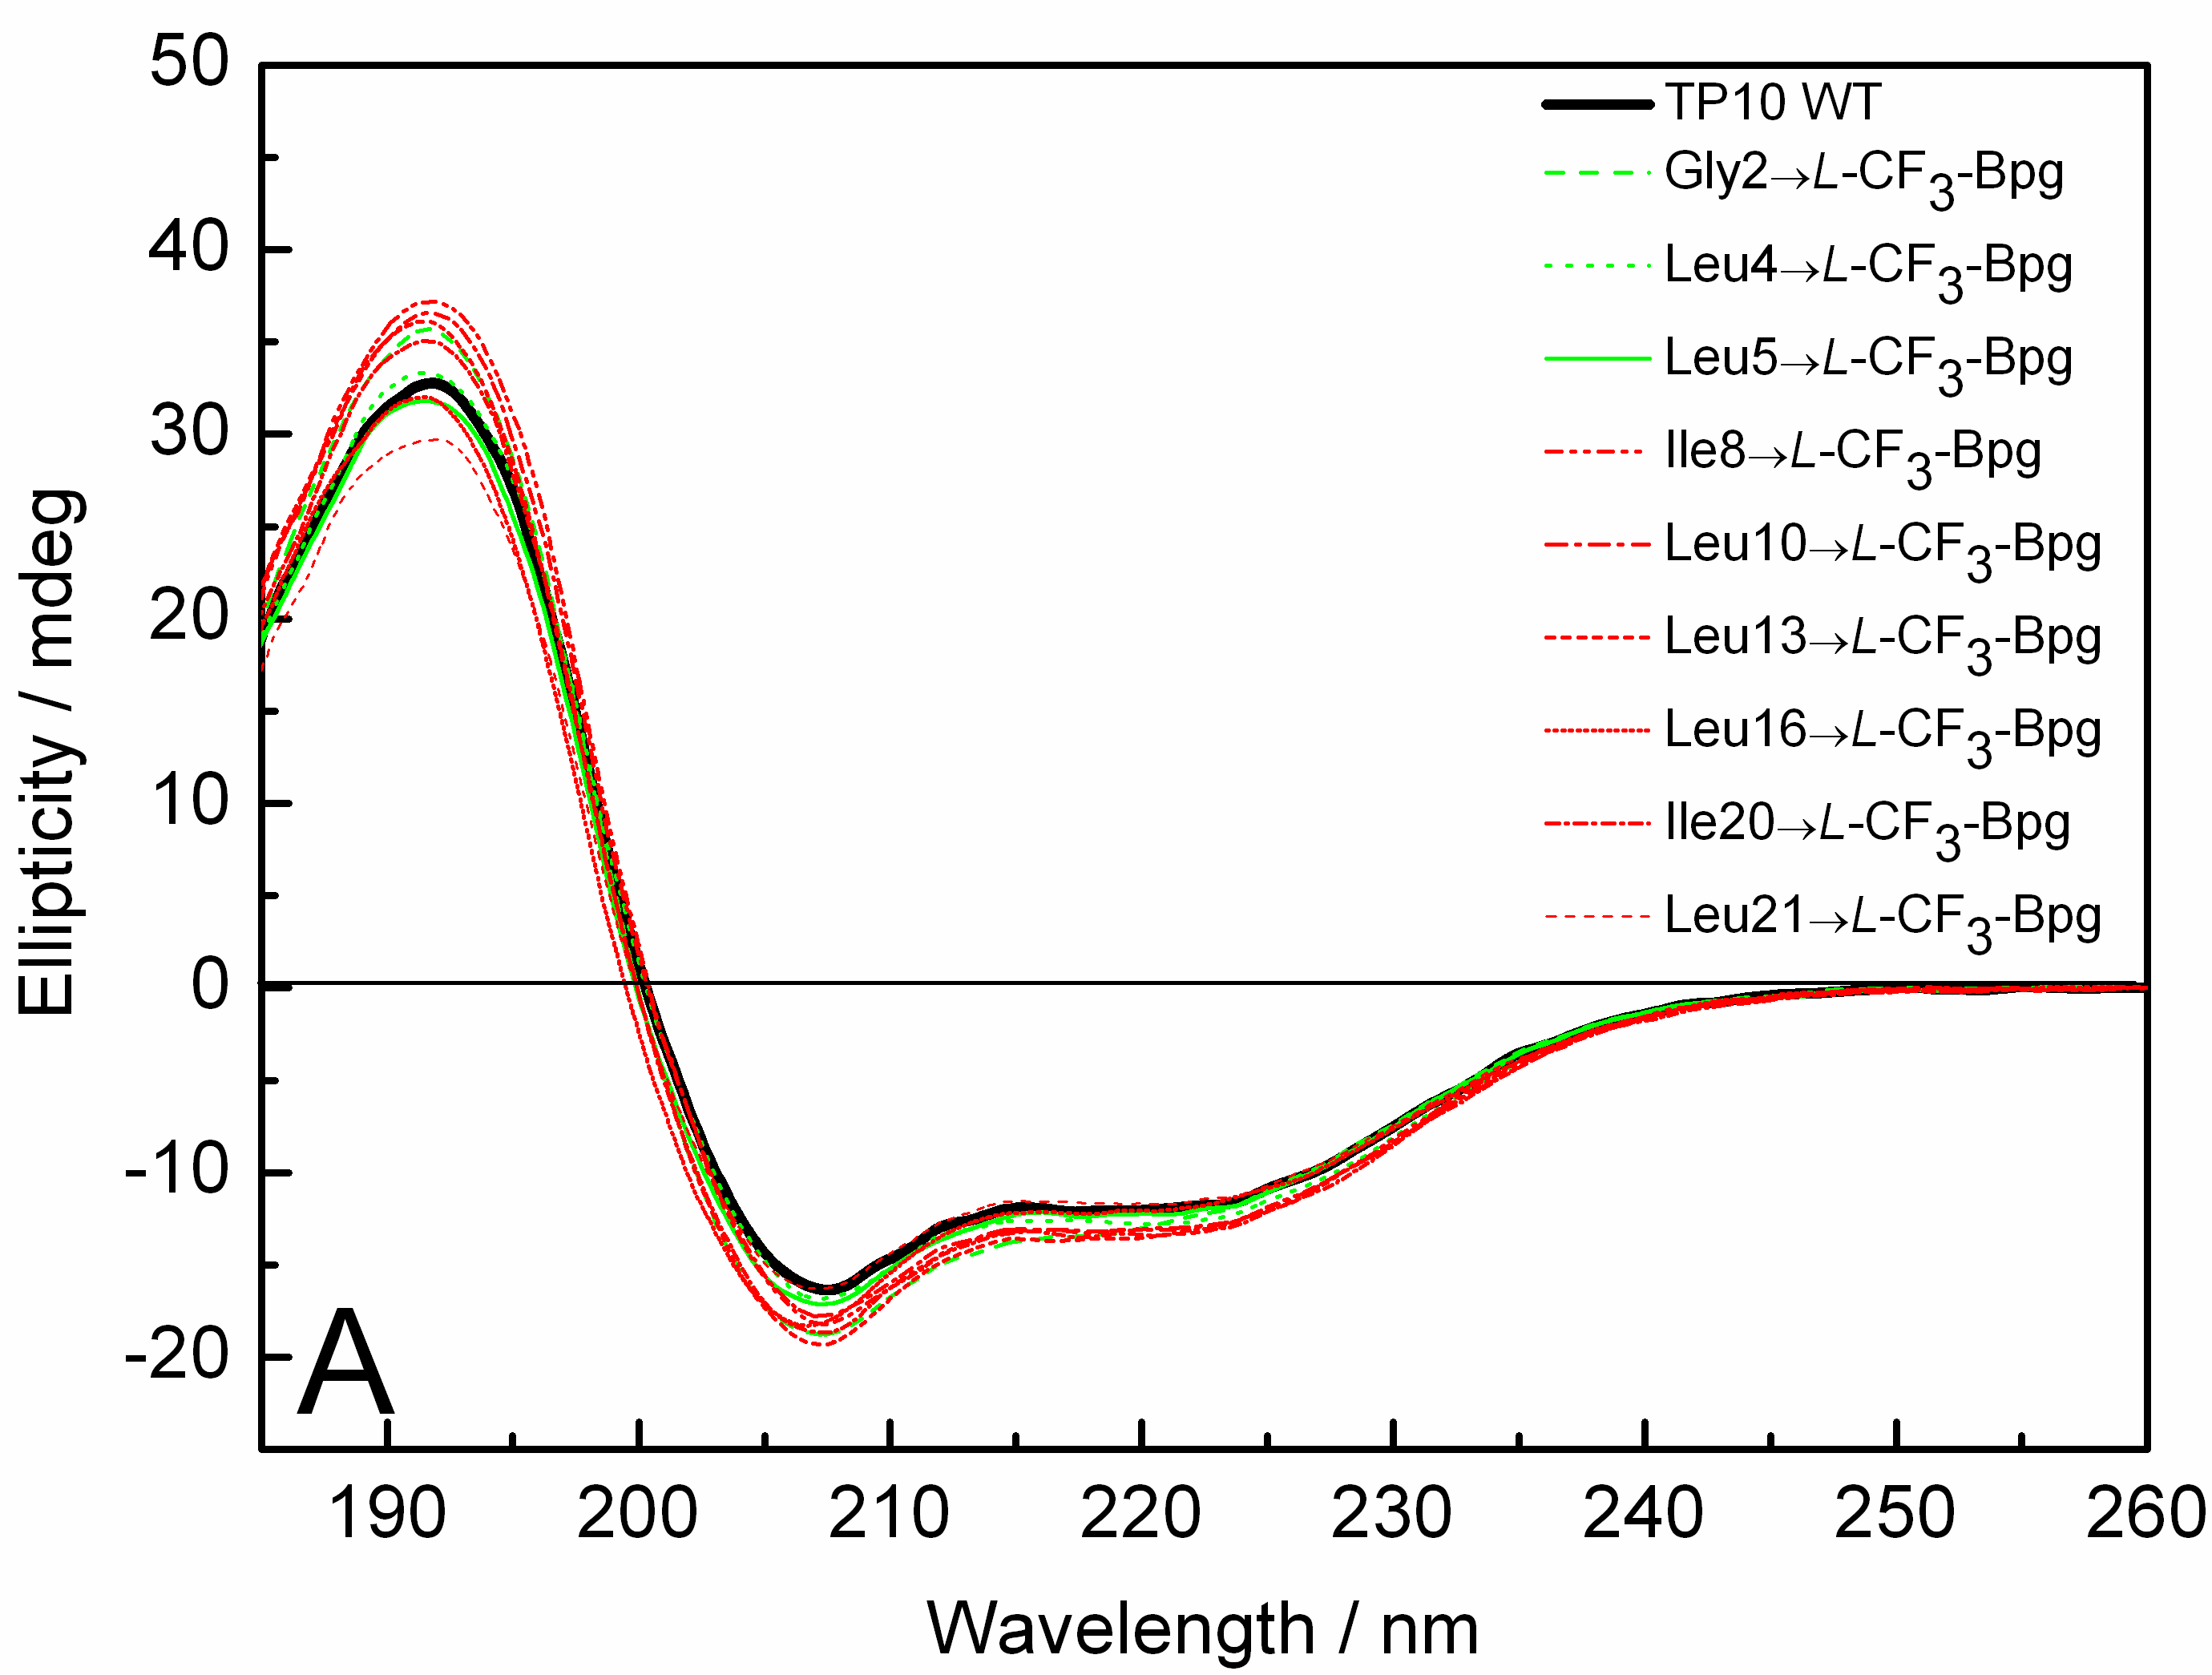 50
40
30
20
10
0
-10
-20
Ellipticity / mdeg
TP10 WT
Gly2→L-CF3-Bpg
Leu4→L-CF3-Bpg
Leu5→L-CF3-Bpg
Ile8→L-CF3-Bpg
Leu10→L-CF3-Bpg
Leu13→L-CF3-Bpg
Leu16→L-CF3-Bpg
Ile20→L-CF3-Bpg
Leu21→L-CF3-Bpg
A
190 200 210 220 230 240 250 260
Wavelength / nm